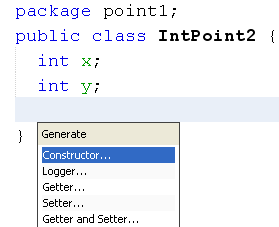 package point1;
public class IntPoint2 {
int x;
int y;
}
Generate
Constructor...
Logger...
Getter...
Setter...
Getter and Setter...